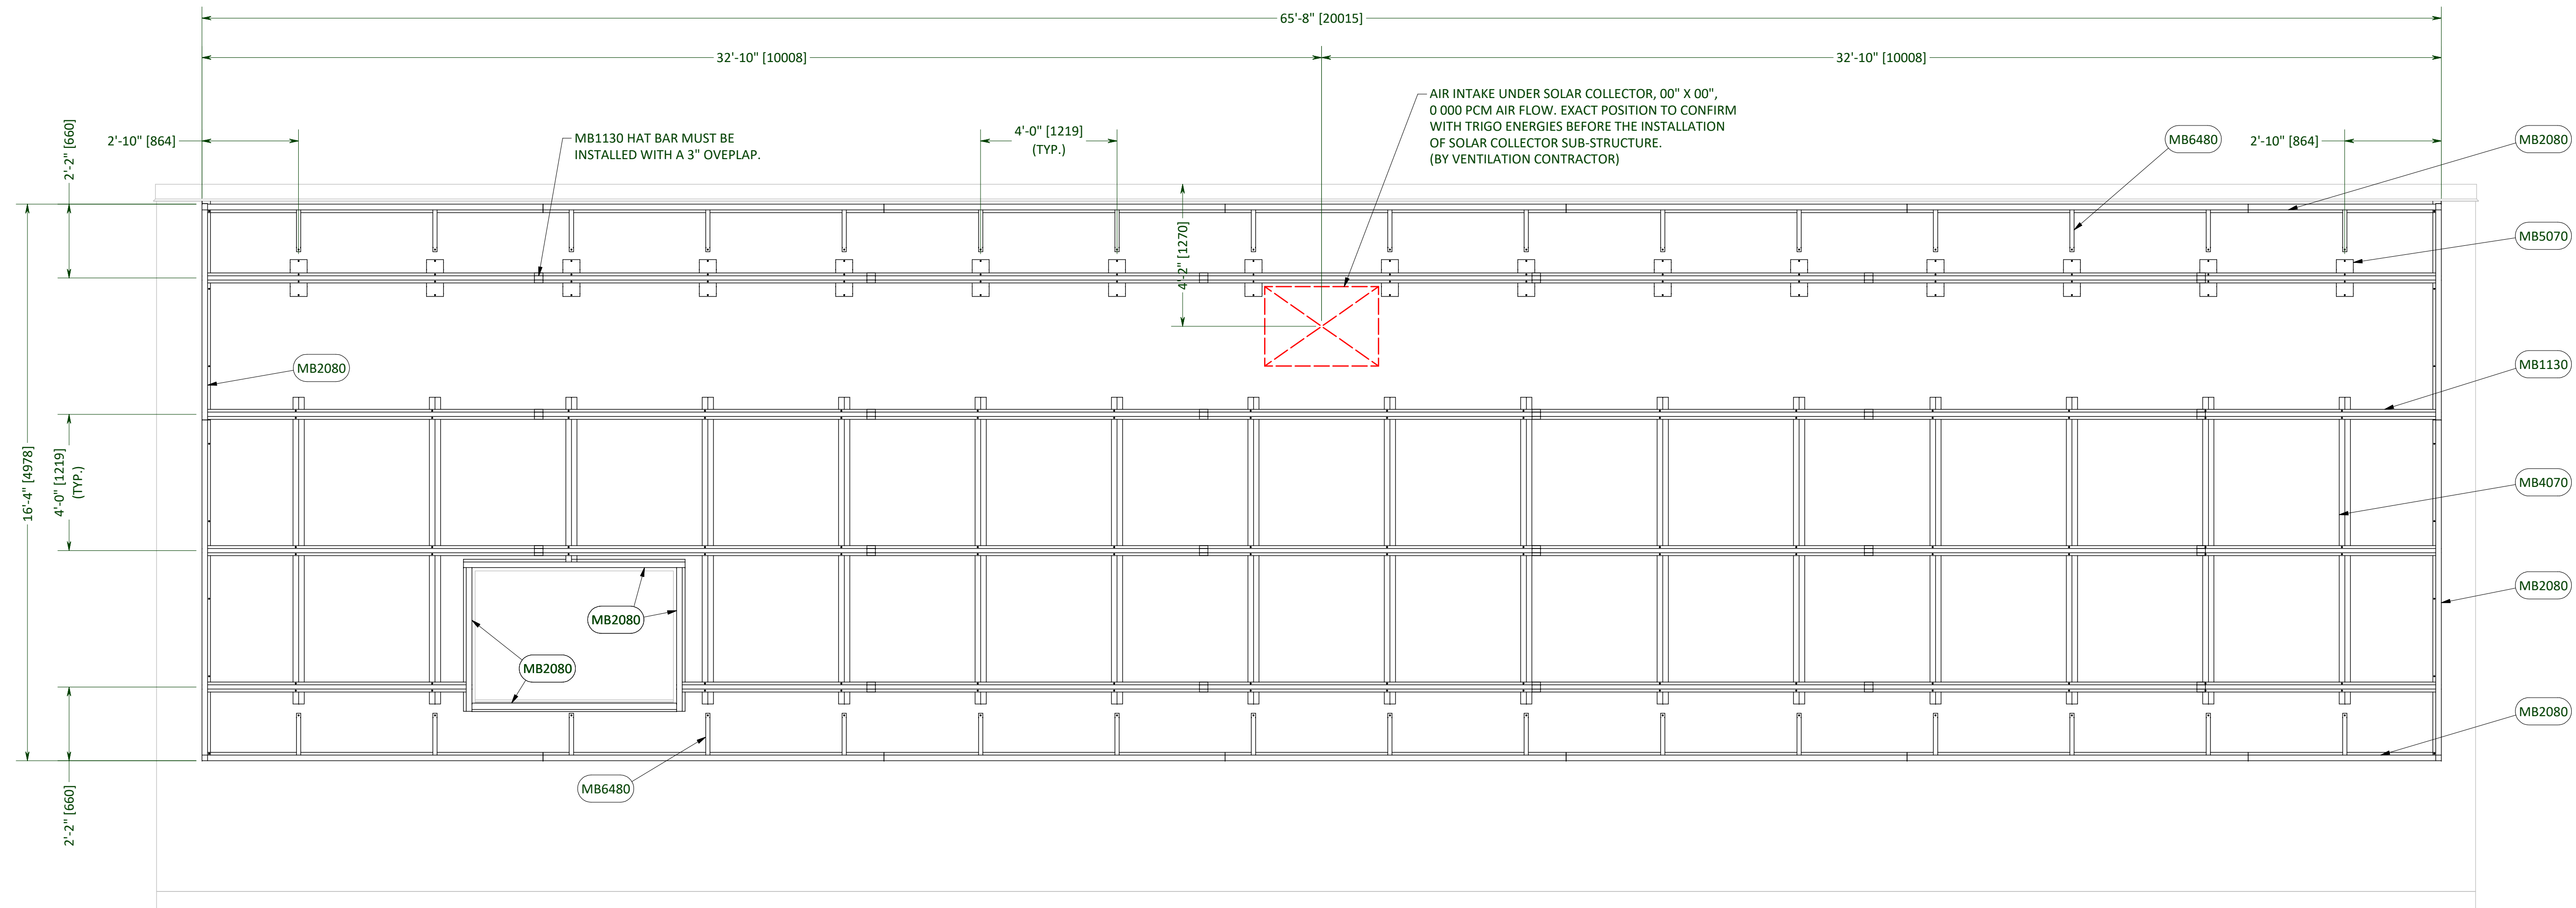 65'-8" [20015]
32'-10" [10008]
32'-10" [10008]
AIR INTAKE UNDER SOLAR COLLECTOR, 00" X 00",
0 000 PCM AIR FLOW. EXACT POSITION TO CONFIRM
WITH TRIGO ENERGIES BEFORE THE INSTALLATION
OF SOLAR COLLECTOR SUB-STRUCTURE.
(BY VENTILATION CONTRACTOR)
2'-2" [660]
2'-10" [864]
MB1130 HAT BAR MUST BE
INSTALLED WITH A 3" OVEPLAP.
4'-0" [1219]
(TYP.)
MB6480
2'-10" [864]
MB2080
MB5070
4'-2" [1270]
MB2080
MB1130
16'-4" [4978]
4'-0" [1219]
(TYP.)
MB4070
MB2080
MB2080
MB2080
MB2080
MB6480
2'-2" [660]